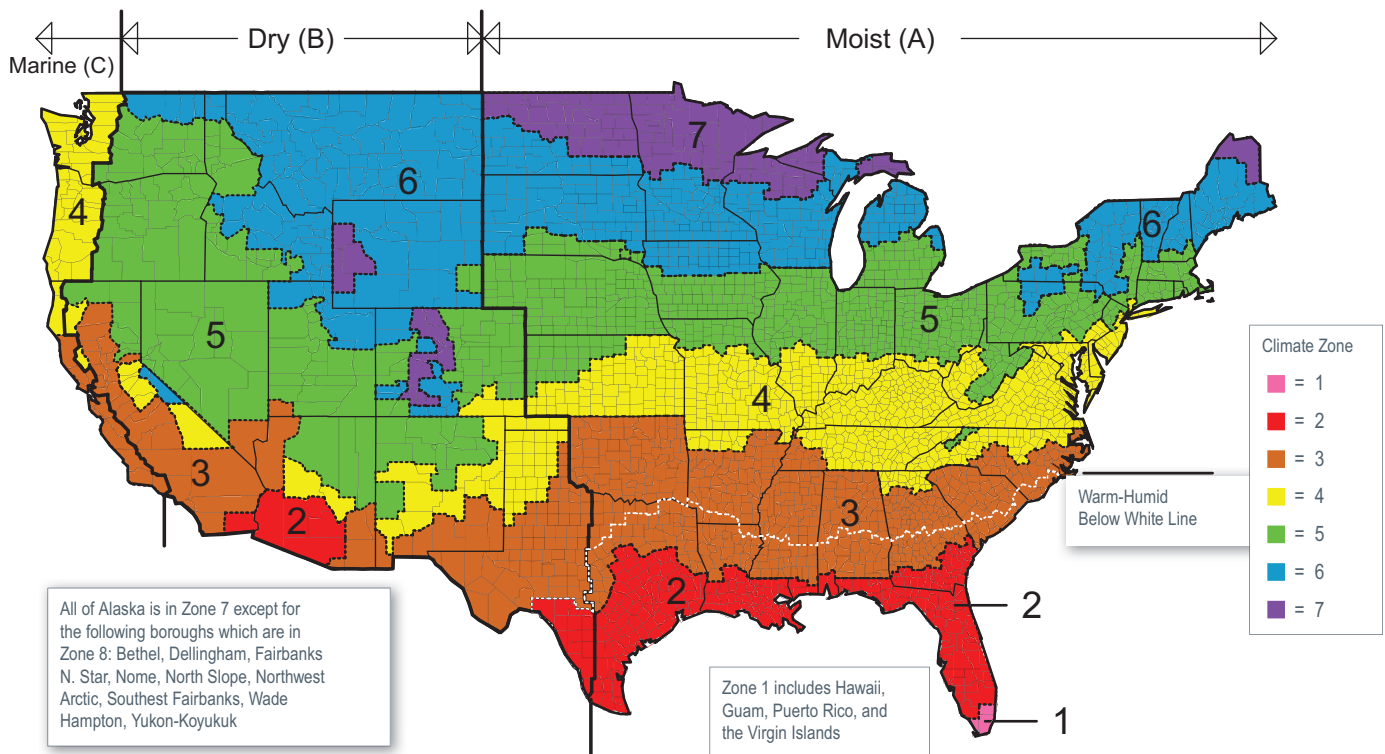 Marine (C)
Dry (B)
Moist (A)
4
6
7
6
5
5
4
3
3
2
2
2
1
Warm-Humid
Below White Line
Climate Zone
= 1
= 2
= 3
= 4
= 5
= 6
= 7
All of Alaska is in Zone 7 except for
the following boroughs which are in
Zone 8: Bethel, Dellingham, Fairbanks
N. Star, Nome, North Slope, Northwest
Arctic, Southest Fairbanks, Wade
Hampton, Yukon-Koyukuk
Zone 1 includes Hawaii,
Guam, Puerto Rico, and
the Virgin Islands